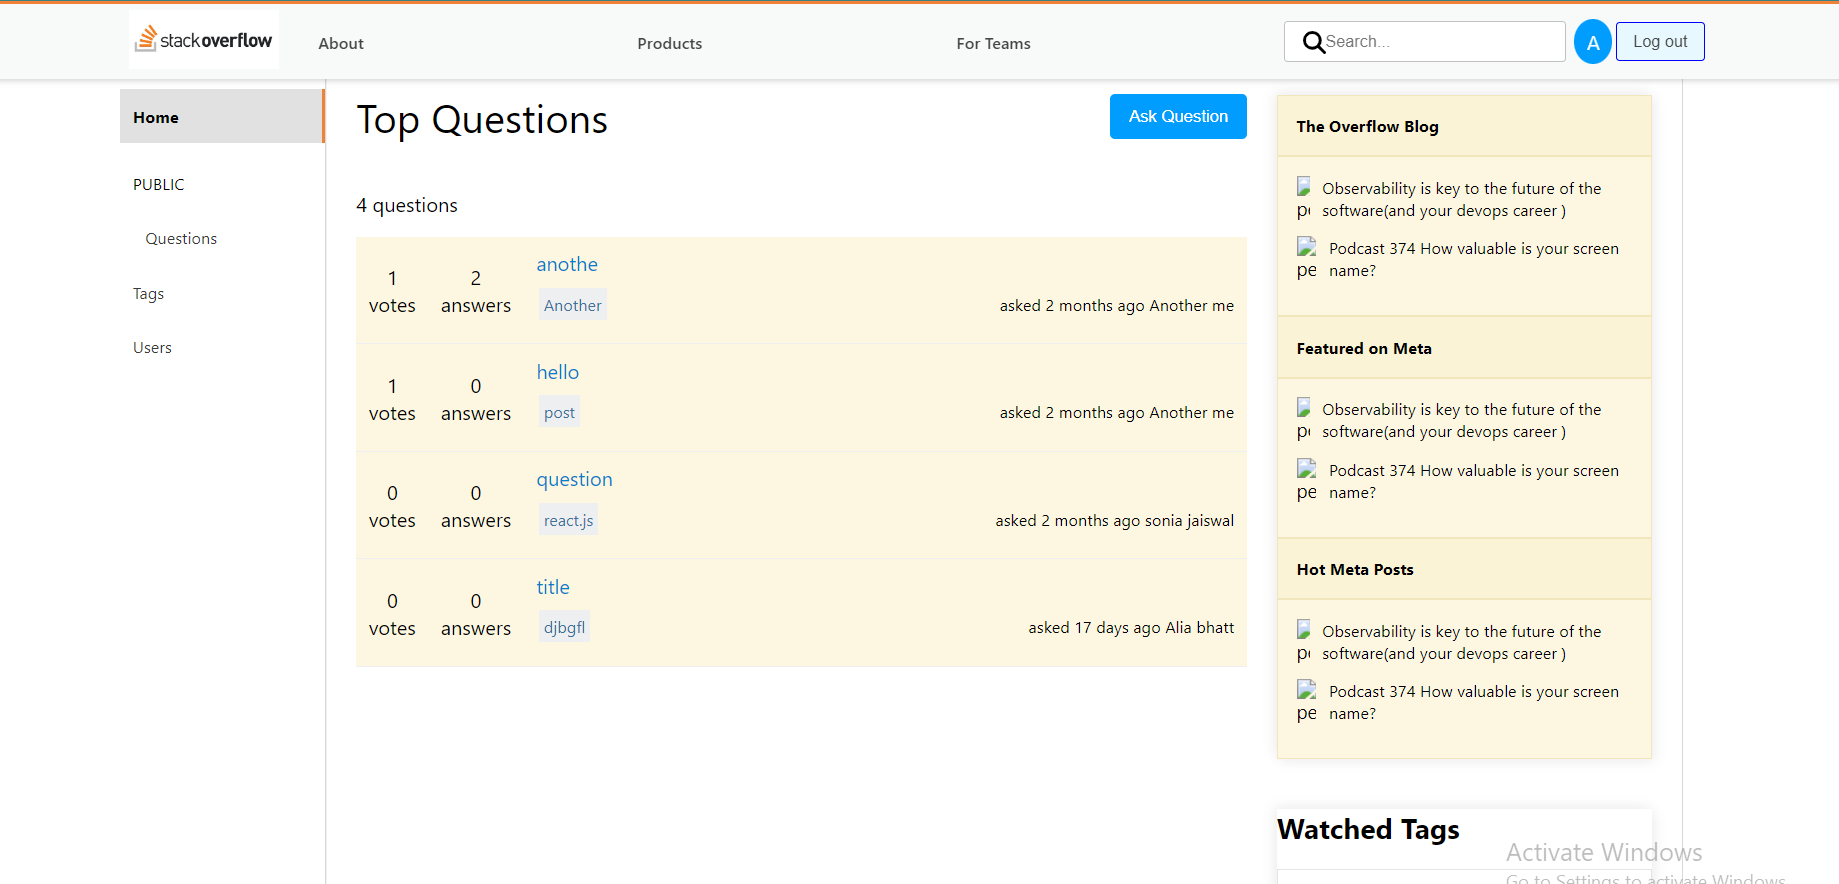 stackoverflow
About
Products
For Teams
Search...
A
Log out
Home
PUBLIC
Questions
Tags
Users
Top Questions
Ask Question
4 questions
1
votes
2
answers
anothe
Another
asked 2 months ago Another me
1
votes
0
answers
hello
post
asked 2 months ago Another me
0
votes
0
answers
question
react.js
asked 2 months ago sonia jaiswal
0
votes
0
answers
title
djbgfl
asked 17 days ago Alia bhatt
The Overflow Blog
Observability is key to the future of the
software(and your devops career )
pe
Podcast 374 How valuable is your screen
name?
Featured on Meta
Observability is key to the future of the
software(and your devops career )
pe
Podcast 374 How valuable is your screen
name?
Hot Meta Posts
Observability is key to the future of the
software(and your devops career )
pe
Podcast 374 How valuable is your screen
name?
Watched Tags
Activate Windows
Go to Settings to activate Windows.